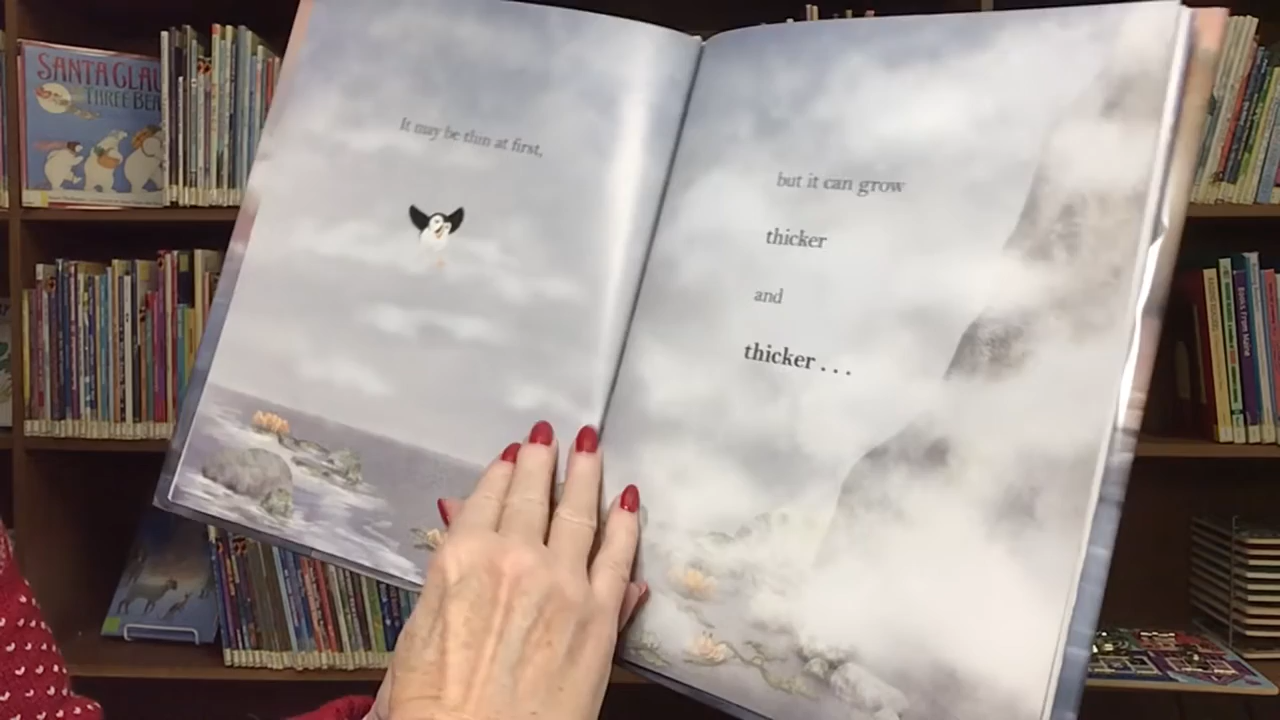 SANTA CLAU
THREE BEA
It may be thin at first,
but it can grow
thicker
and
thicker . . .